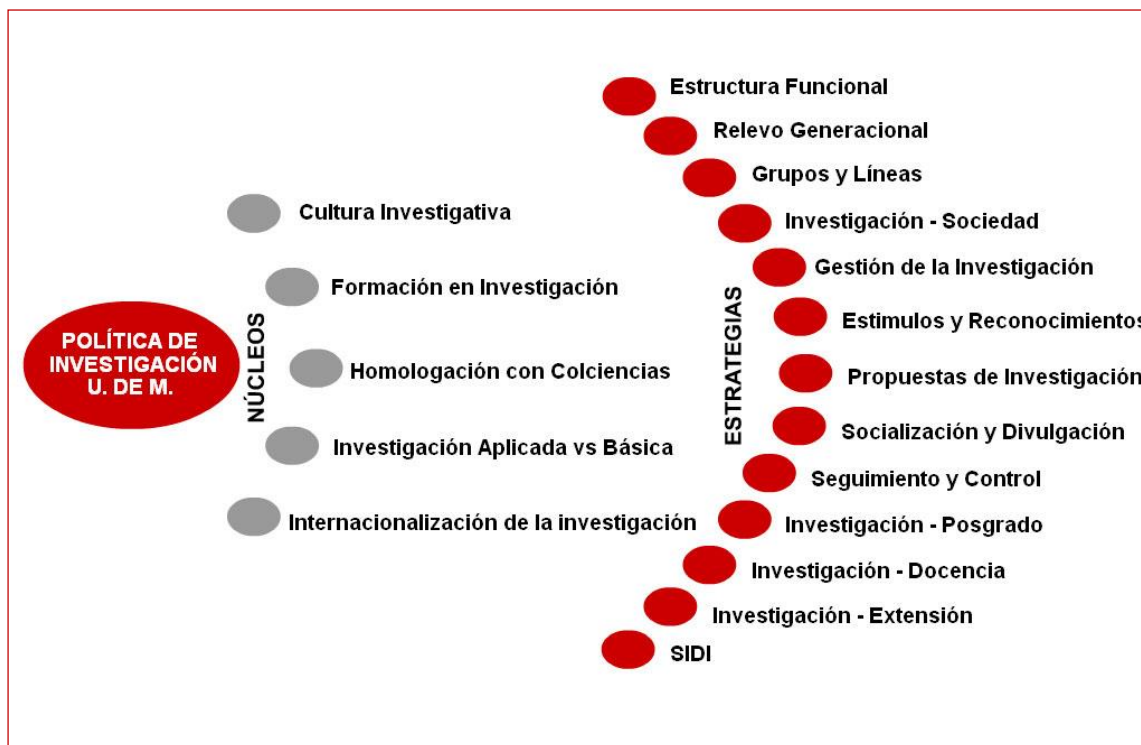 POLÍTICA DE
INVESTIGACIÓN
U. DE M.
NÚCLEOS
Cultura Investigativa
Formación en Investigación
Homologación con Colciencias
Investigación Aplicada vs Básica
Internacionalización de la investigación
ESTRATEGIAS
Estructura Funcional
Relevo Generacional
Grupos y Líneas
Investigación - Sociedad
Gestión de la Investigación
Estimulos y Reconocimientos
Propuestas de Investigación
Socialización y Divulgación
Seguimiento y Control
Investigación - Posgrado
Investigación - Docencia
Investigación - Extensión
SIDI